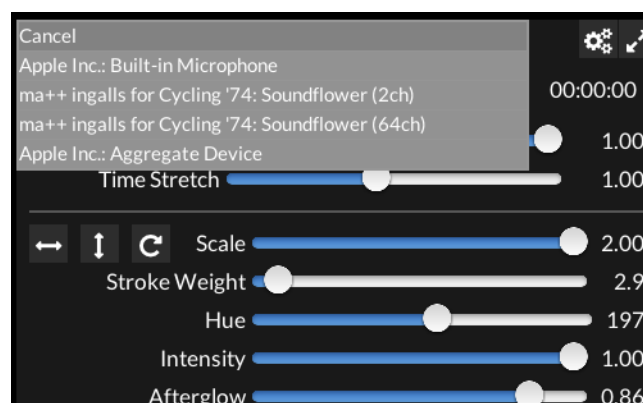 Cancel
Apple Inc.: Built-in Microphone
ma++ ingalls for Cycling '74: Soundflower (2ch)
00:00:00
ma++ ingalls for Cycling '74: Soundflower (64ch)
1.00
Apple Inc.: Aggregate Device
Time Stretch 1.00
Scale 2.00
Stroke Weight 2.9
Hue 197
Intensity 1.00
Afterglow 0.86